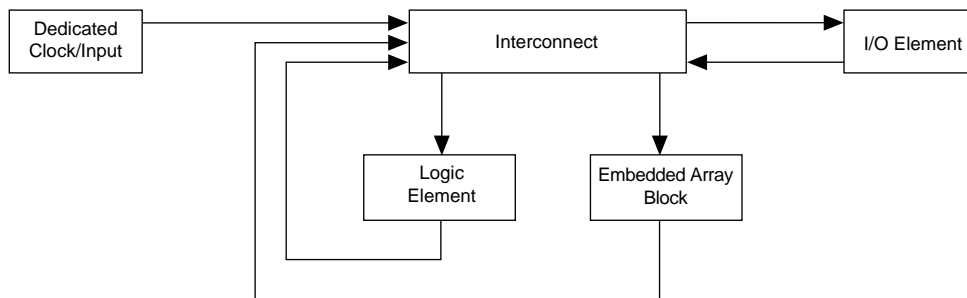 Dedicated
Clock/Input
Interconnect
I/O Element
Logic
Element
Embedded Array
Block